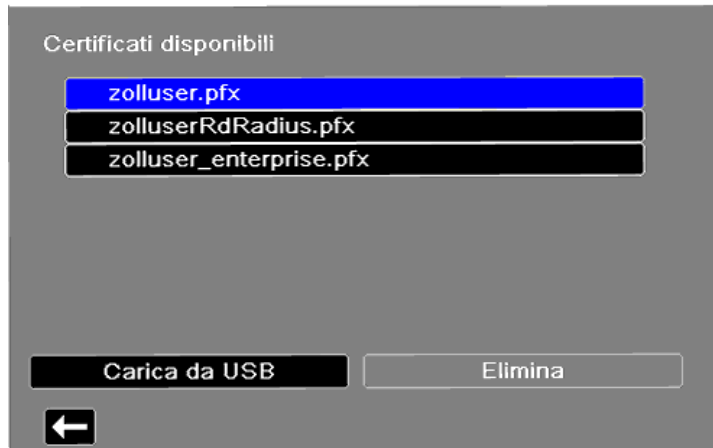 Certificati disponibili
zolluser.pfx
zolluserRdRadius.pfx
zolluser_enterprise.pfx
Carica da USB
Elimina